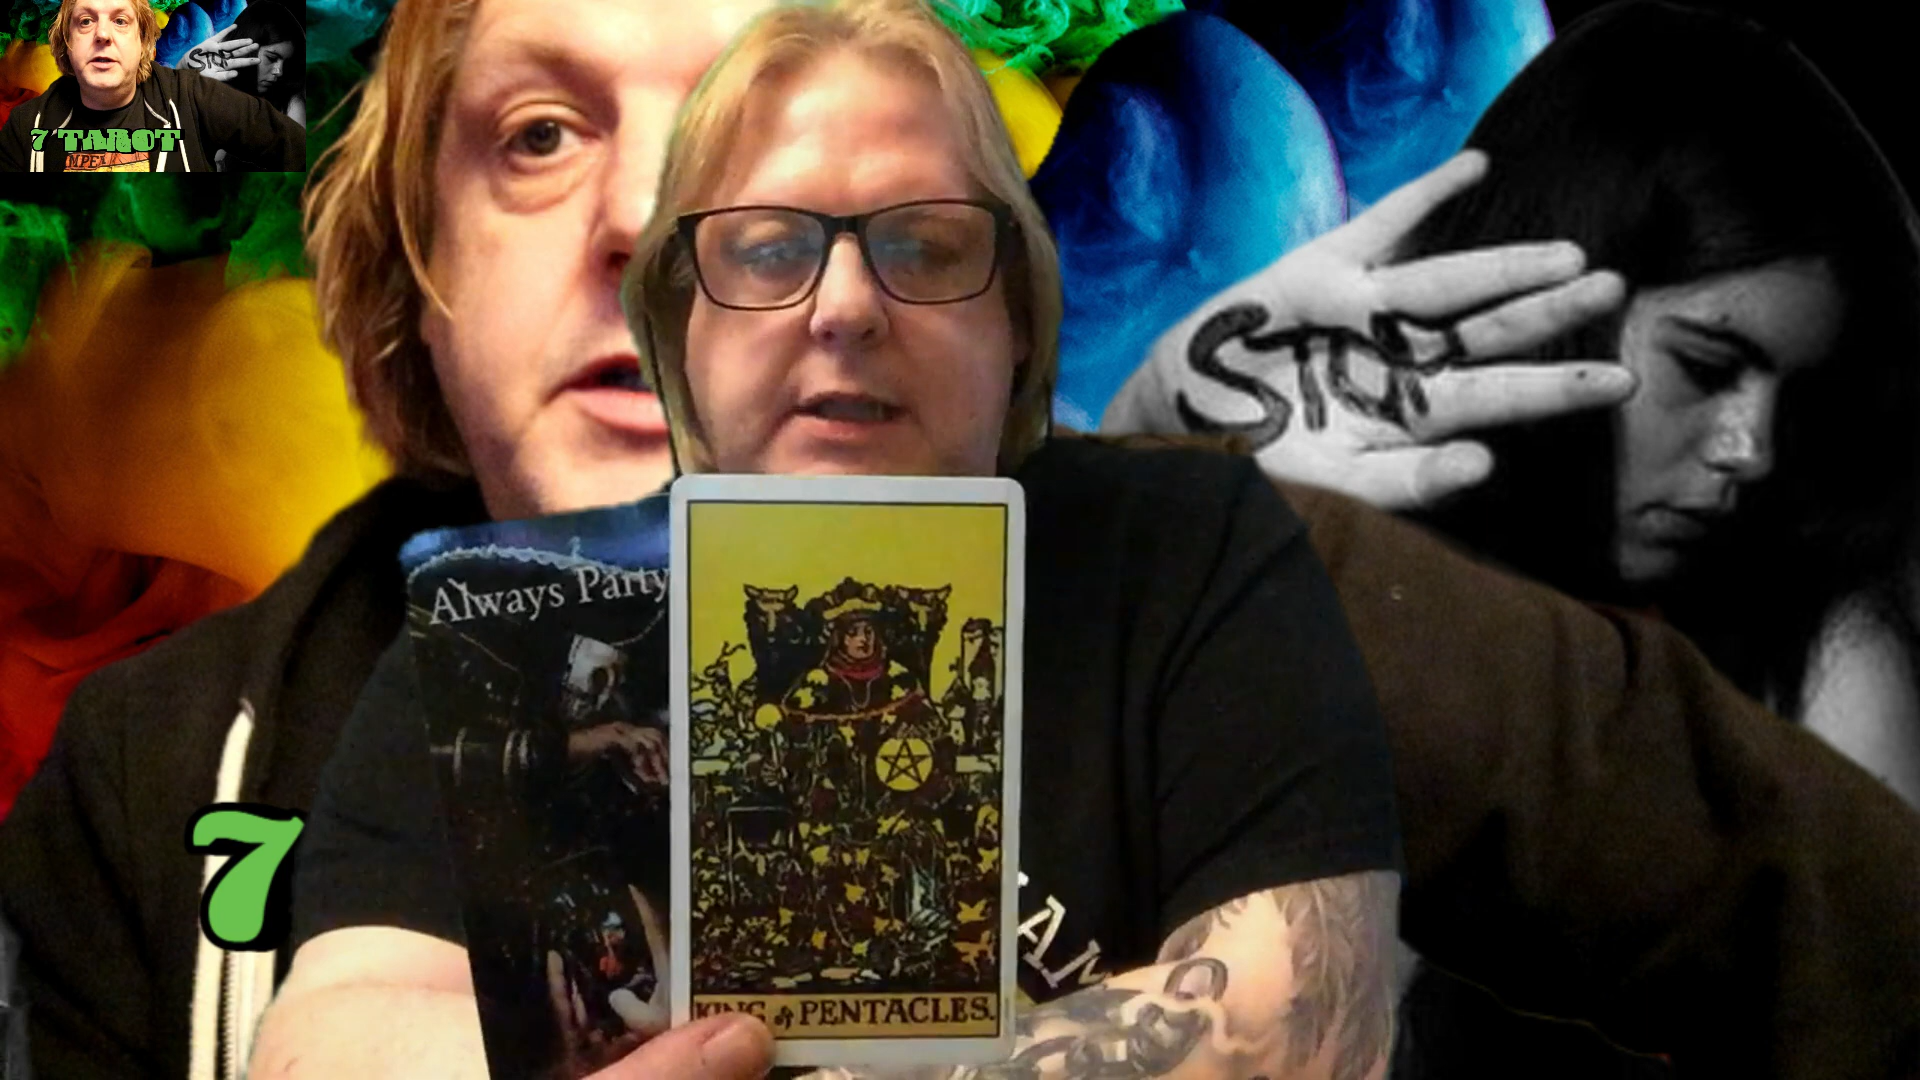 STOP
7 TAROT
STOP
Always Party
7
KING of PENTACLES.